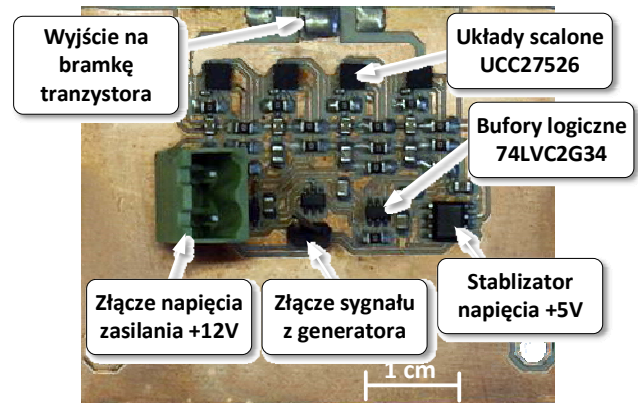 Wyjście na
bramkę
tranzystora
Układy scalone
UCC27526
Bufory logiczne
74LVC2G34
Złącze napięcia
zasilania +12V
Złącze sygnału
z generatora
Stablizator
napięcia +5V
1 cm